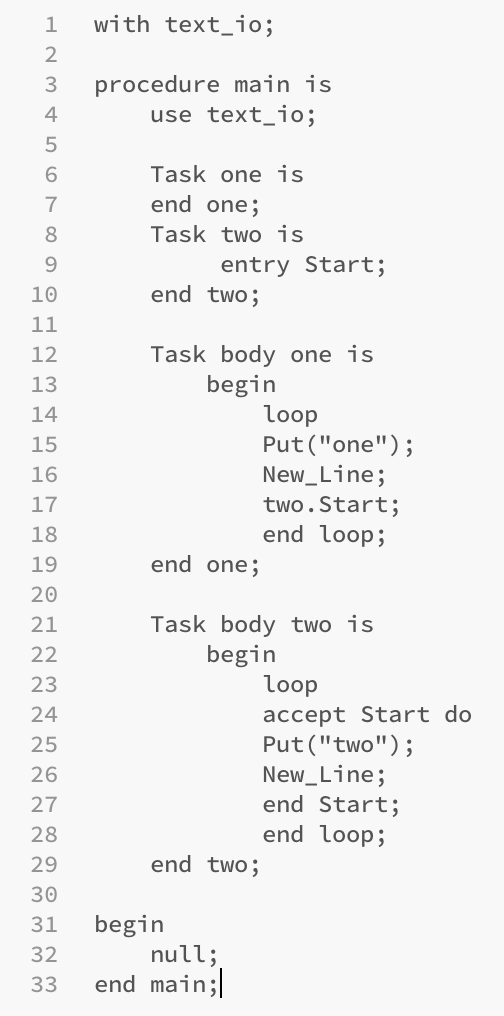 1 with text_io;
2
3 procedure main is
4     use text_io;
5
6     Task one is
7     end one;
8     Task two is
9          entry Start;
10     end two;
11
12     Task body one is
13         begin
14             loop
15             Put("one");
16             New_Line;
17             two.Start;
18             end loop;
19     end one;
20
21     Task body two is
22         begin
23             loop
24             accept Start do
25             Put("two");
26             New_Line;
27             end Start;
28             end loop;
29     end two;
30
31 begin
32     null;
33 end main;